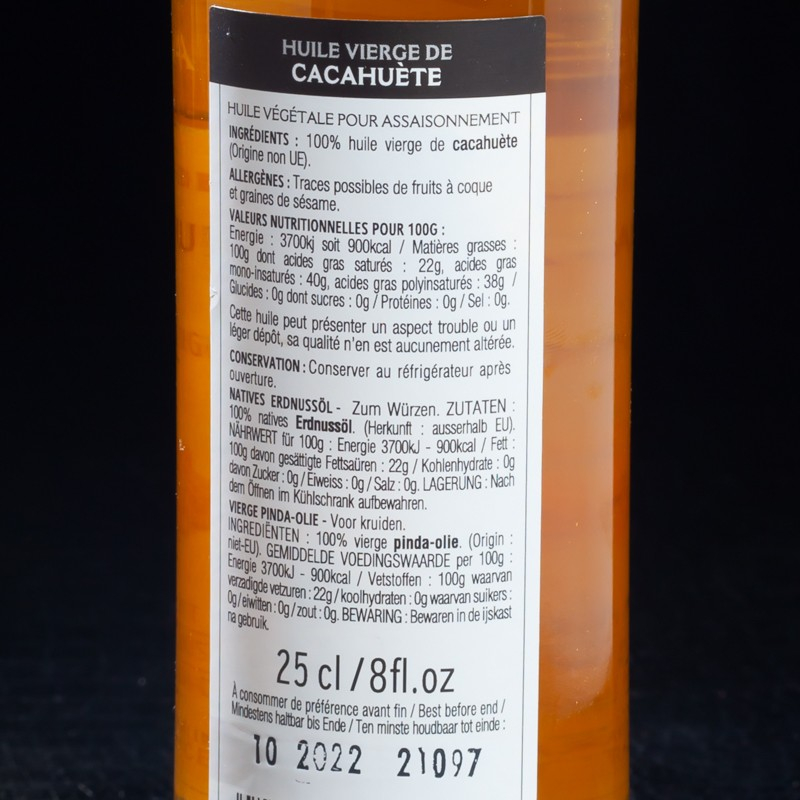 HUILE VIERGE DE
CACAHUÈTE
HUILE VÉGÉTALE POUR ASSAISONNEMENT
INGRÉDIENTS : 100% huile vierge de cacahuète
(Origine non UE).
ALLERGÈNES : Traces possibles de fruits à coque
et graines de sésame.
VALEURS NUTRITIONNELLES POUR 100G :
Energie : 3700kj soit 900kcal / Matières grasses :
100g dont acides gras saturés : 22g, acides gras
mono-insaturés : 40g, acides gras polyinsaturés : 38g /
Glucides : 0g dont sucres : 0g / Protéines : 0g / Sel : 0g.
Cette huile peut présenter un aspect trouble ou un
léger dépôt, sa qualité n'en est aucunement altérée.
CONSERVATION : Conserver au réfrigérateur après
ouverture.
NATIVES ERDNUSSÖL - Zum Würzen. ZUTATEN :
100% natives Erdnussöl. (Herkunft : ausserhalb EU).
NÄHRWERT für 100g : Energie 3700kJ - 900kcal / Fett :
100g davon gesättigte Fettsaüren : 22g / Kohlenhydrate : 0g
davon Zucker : 0g / Eiweiss : 0g / Salz : 0g. LAGERUNG : Nach
dem Öffnen im Kühlschrank aufbewahren.
VIERGE PINDA-OLIE - Voor kruiden.
INGREDIËNTEN : 100% vierge pinda-olie. (Origin :
niet-EU). GEMIDDELDE VOEDINGSWAARDE per 100g :
Energie 3700kJ - 900kcal / Vetstoffen : 100g waarvan
verzadigde vetzuren : 22g / koolhydraten : 0g waarvan suikers :
0g / eiwitten : 0g / zout : 0g. BEWARING : Bewaren in de ijskast
na gebruik.
25 cl / 8fl.oz
À consommer de préférence avant fin / Best before end /
Mindestens haltbar bis Ende / Ten minste houdbaar tot einde :
10 2022 21097